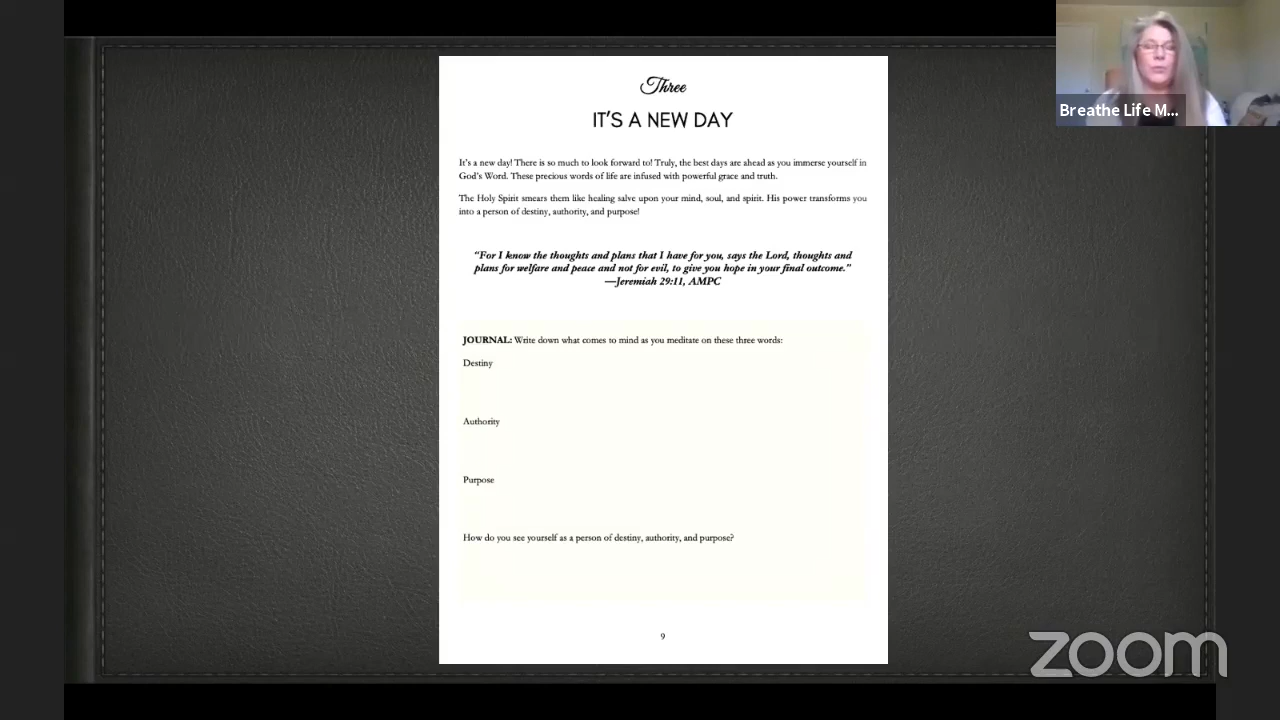 Three
IT'S A NEW DAY
It's a new day! There is so much to look forward to! Truly, the best days are ahead as you immerse yourself in
God's Word. These precious words of life are infused with powerful grace and truth.
The Holy Spirit smears them like healing salve upon your mind, soul, and spirit. His power transforms you
into a person of destiny, authority, and purpose!
“For I know the thoughts and plans that I have for you, says the Lord, thoughts and
plans for welfare and peace and not for evil, to give you hope in your final outcome.”
—Jeremiah 29:11, AMPC
JOURNAL: Write down what comes to mind as you meditate on these three words:
Destiny
Authority
Purpose
How do you see yourself as a person of destiny, authority, and purpose?
9
Breathe Life M...
zoom